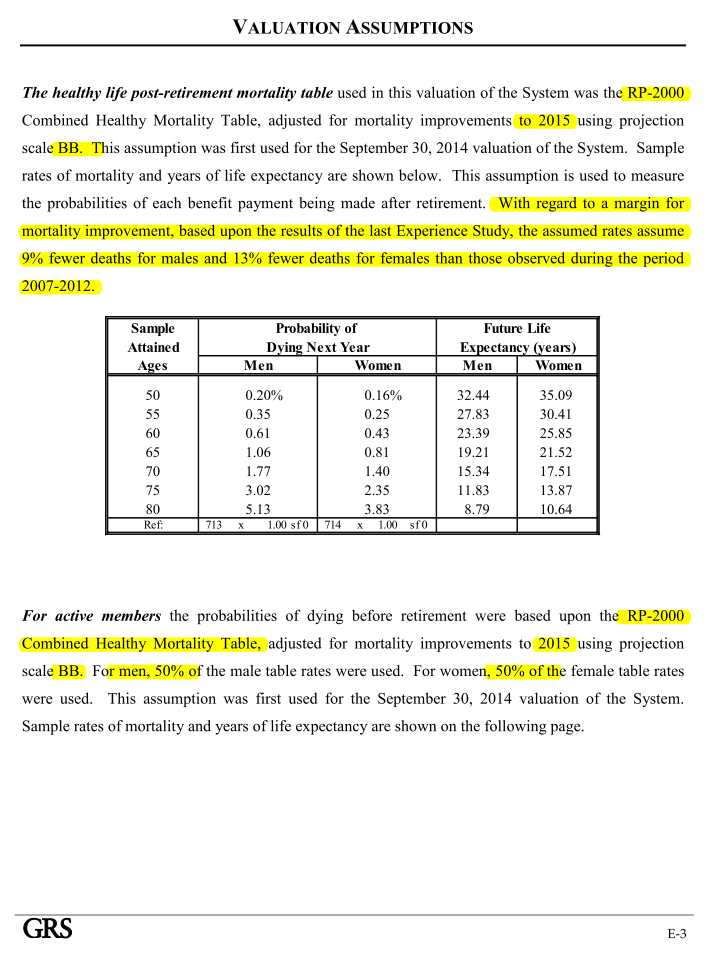 VALUATION ASSUMPTIONS
The healthy life post-retirement mortality table used in this valuation of the System was the RP-2000
Combined Healthy Mortality Table, adjusted for mortality improvements to 2015 using projection
scale BB. This assumption was first used for the September 30, 2014 valuation of the System. Sample
rates of mortality and years of life expectancy are shown below. This assumption is used to measure
the probabilities of each benefit payment being made after retirement. With regard to a margin for
mortality improvement, based upon the results of the last Experience Study, the assumed rates assume
9% fewer deaths for males and 13% fewer deaths for females than those observed during the period
2007-2012.
Sample Probability of Future Life
Attained Dying Next Year Expectancy (years)
Ages Men Women Men Women
50 0.20% 0.16% 32.44 35.09
55 0.35 0.25 27.83 30.41
60 0.61 0.43 23.39 25.85
65 1.06 0.81 19.21 21.52
70 1.77 1.40 15.34 17.51
75 3.02 2.35 11.83 13.87
80 5.13 3.83 8.79 10.64
Ref: 713 x 1.00 sf 0 714 x 1.00 sf 0
For active members the probabilities of dying before retirement were based upon the RP-2000
Combined Healthy Mortality Table, adjusted for mortality improvements to 2015 using projection
scale BB. For men, 50% of the male table rates were used. For women, 50% of the female table rates
were used. This assumption was first used for the September 30, 2014 valuation of the System.
Sample rates of mortality and years of life expectancy are shown on the following page.
GRS E-3